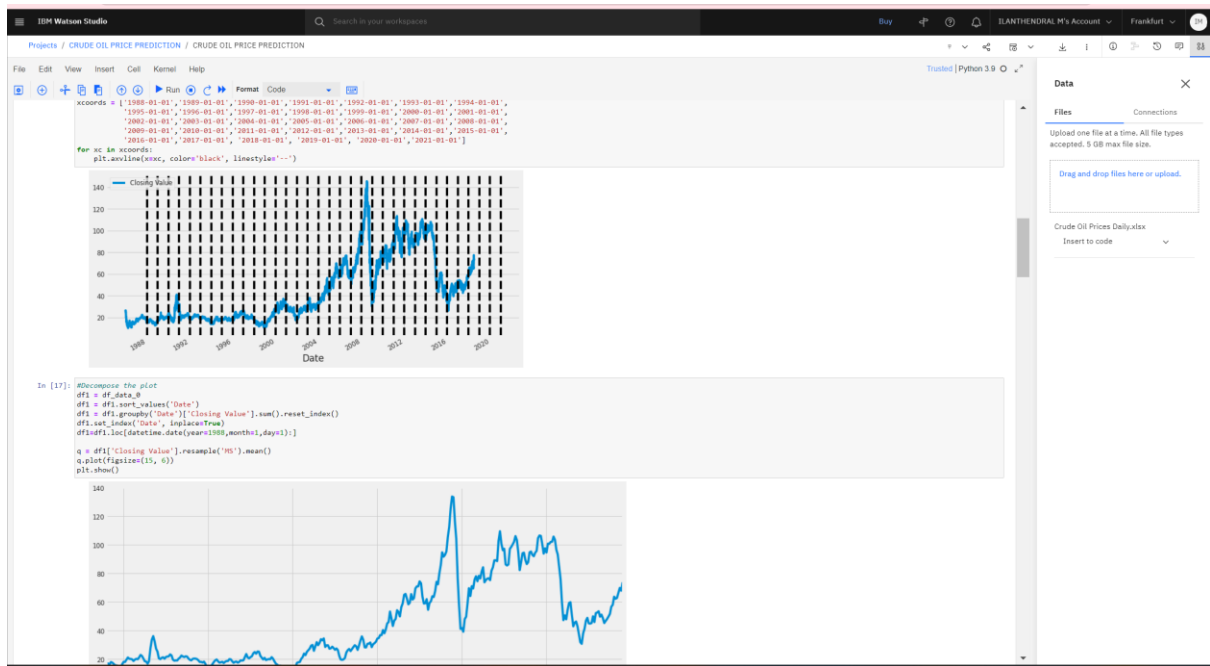 IBM Watson Studio
Search in your workspaces
Buy
ILANTHENDRAL M's Account
Frankfurt
IM
Projects / CRUDE OIL PRICE PREDICTION / CRUDE OIL PRICE PREDICTION
File Edit View Insert Cell Kernel Help
Trusted | Python 3.9
Run
Format Code
xcoords = ['1988-01-01','1989-01-01','1990-01-01','1991-01-01','1992-01-01','1993-01-01','1994-01-01',
'1995-01-01','1996-01-01','1997-01-01','1998-01-01','1999-01-01','2000-01-01','2001-01-01',
'2002-01-01','2003-01-01','2004-01-01','2005-01-01','2006-01-01','2007-01-01','2008-01-01',
'2009-01-01','2010-01-01','2011-01-01','2012-01-01','2013-01-01','2014-01-01','2015-01-01',
'2016-01-01','2017-01-01', '2018-01-01', '2019-01-01', '2020-01-01','2021-01-01']
for xc in xcoords:
plt.axvline(x=xc, color='black', linestyle='--')
Closing Value
140
120
100
80
60
40
20
1988 1992 1996 2000 2004 2008 2012 2016 2020
Date
In [17]: #Decompose the plot
df1 = df_data_0
df1 = df1.sort_values('Date')
df1 = df1.groupby('Date')['Closing Value'].sum().reset_index()
df1.set_index('Date', inplace=True)
df1=df1.loc[datetime.date(year=1988,month=1,day=1):]
q = df1['Closing Value'].resample('MS').mean()
q.plot(figsize=(15, 6))
plt.show()
140
120
100
80
60
40
20
Data
Files Connections
Upload one file at a time. All file types
accepted. 5 GB max file size.
Drag and drop files here or upload.
Crude Oil Prices Daily.xlsx
Insert to code